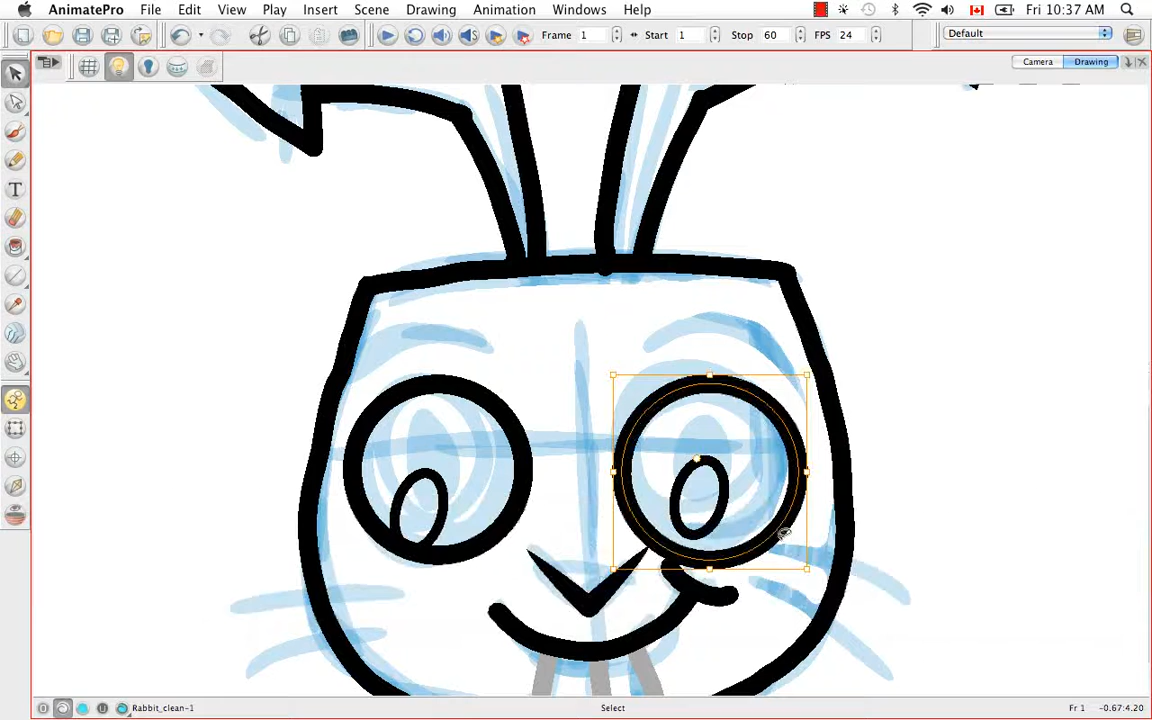 AnimatePro File Edit View Play Insert Scene Drawing Animation Windows Help Fri 10:37 AM
Frame 1 Start 1 Stop 60 FPS 24 Default
Camera Drawing
T
Rabbit_clean-1 Select Fr 1 -0.67:4.20